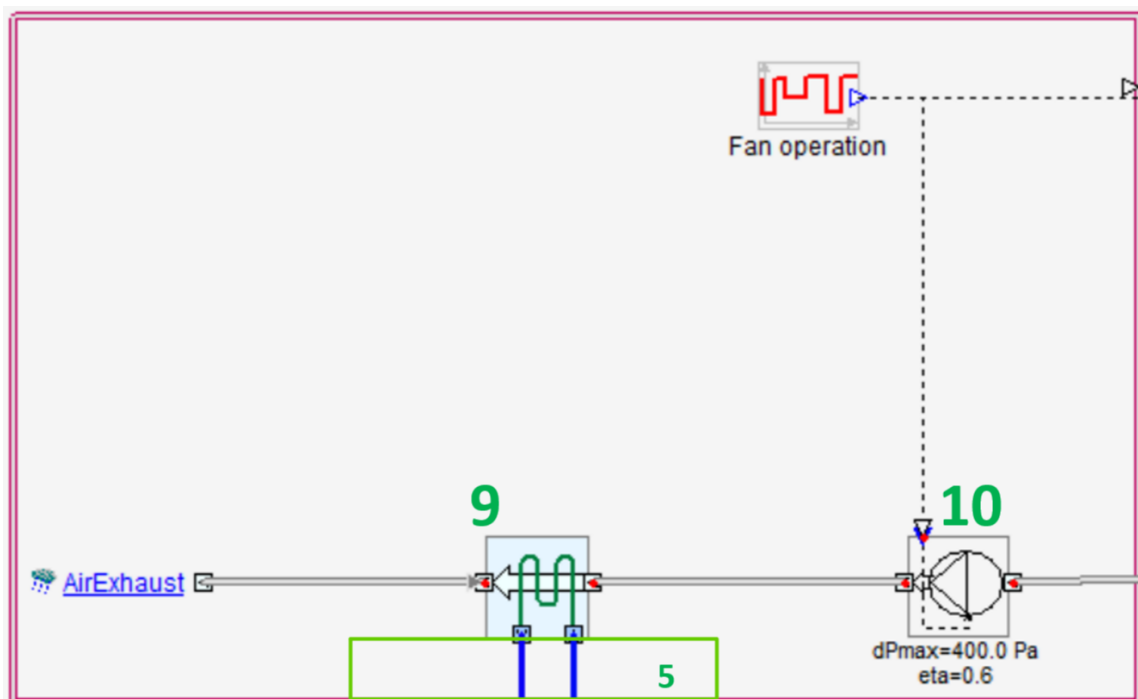 Fan operation
9
10
AirExhaust
dPmax=400.0 Pa
eta=0.6
5